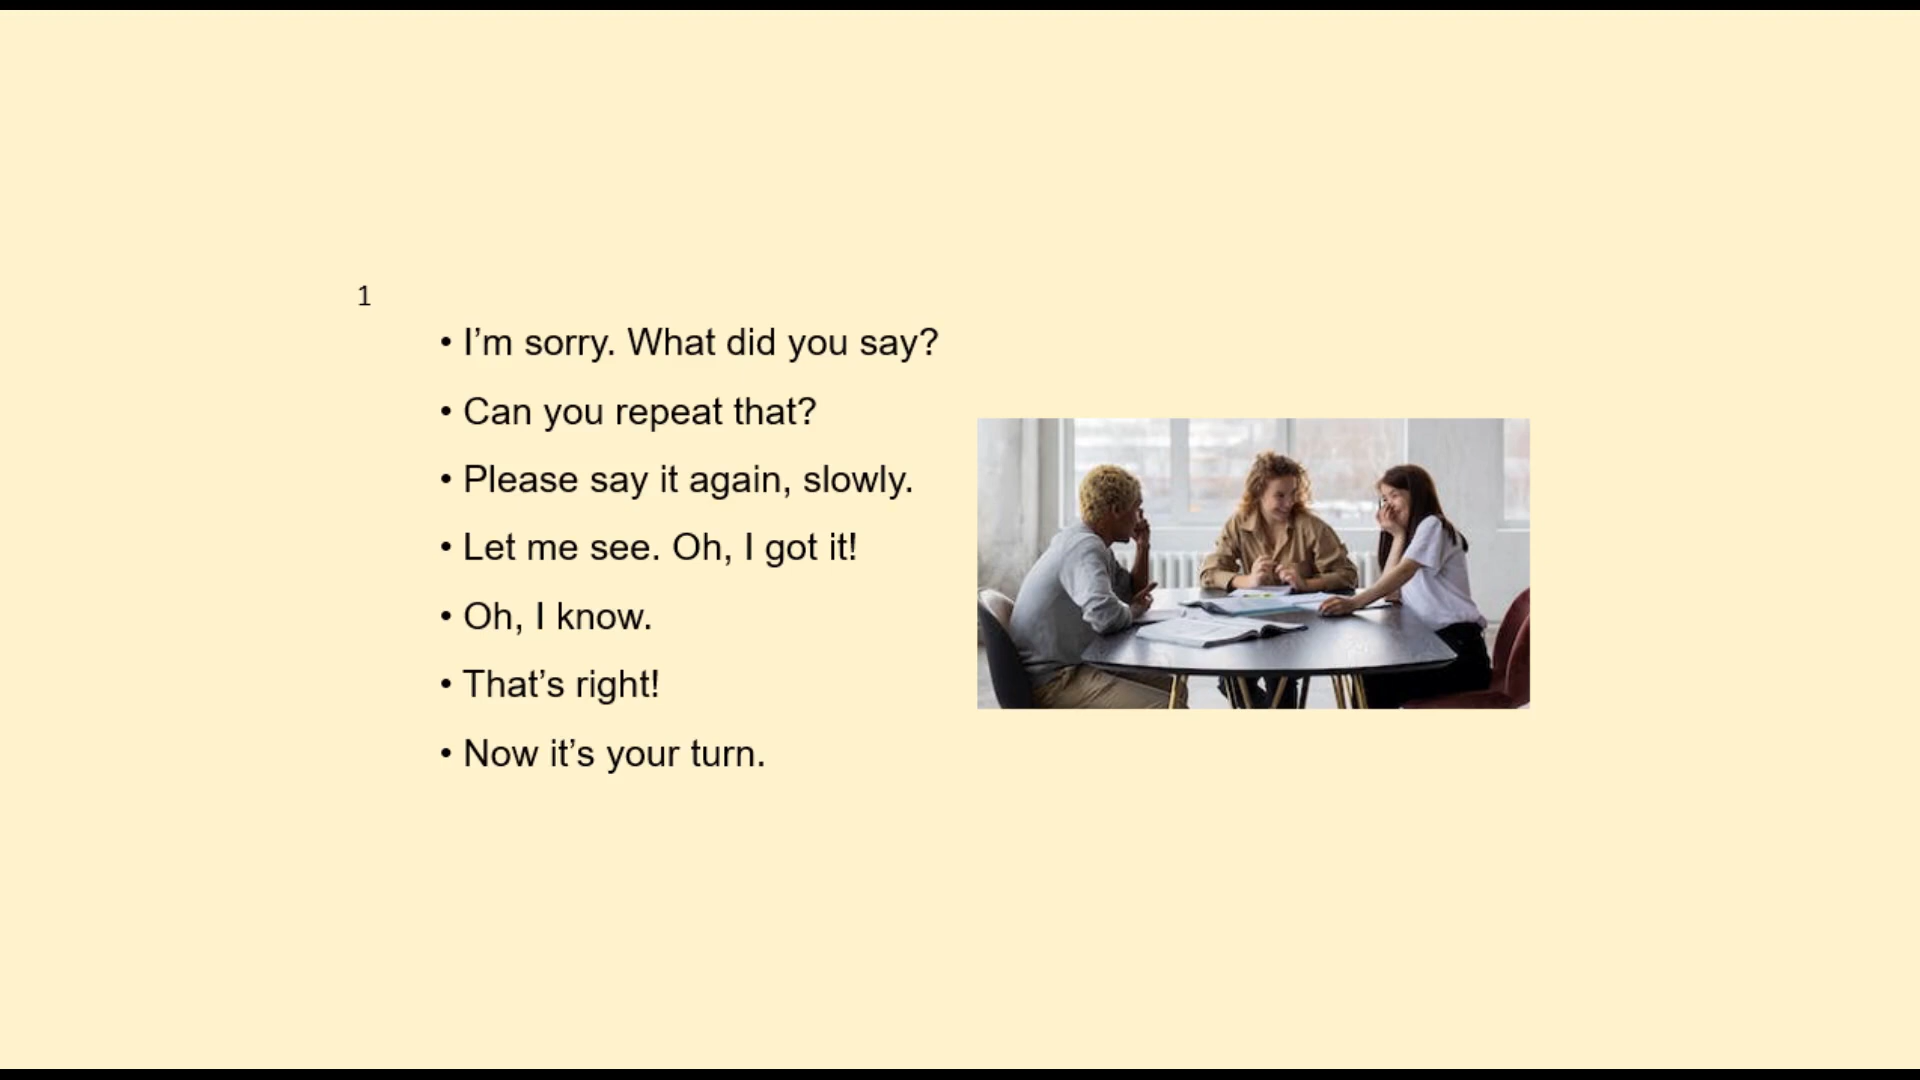 1
• I’m sorry. What did you say?
• Can you repeat that?
• Please say it again, slowly.
• Let me see. Oh, I got it!
• Oh, I know.
• That’s right!
• Now it’s your turn.